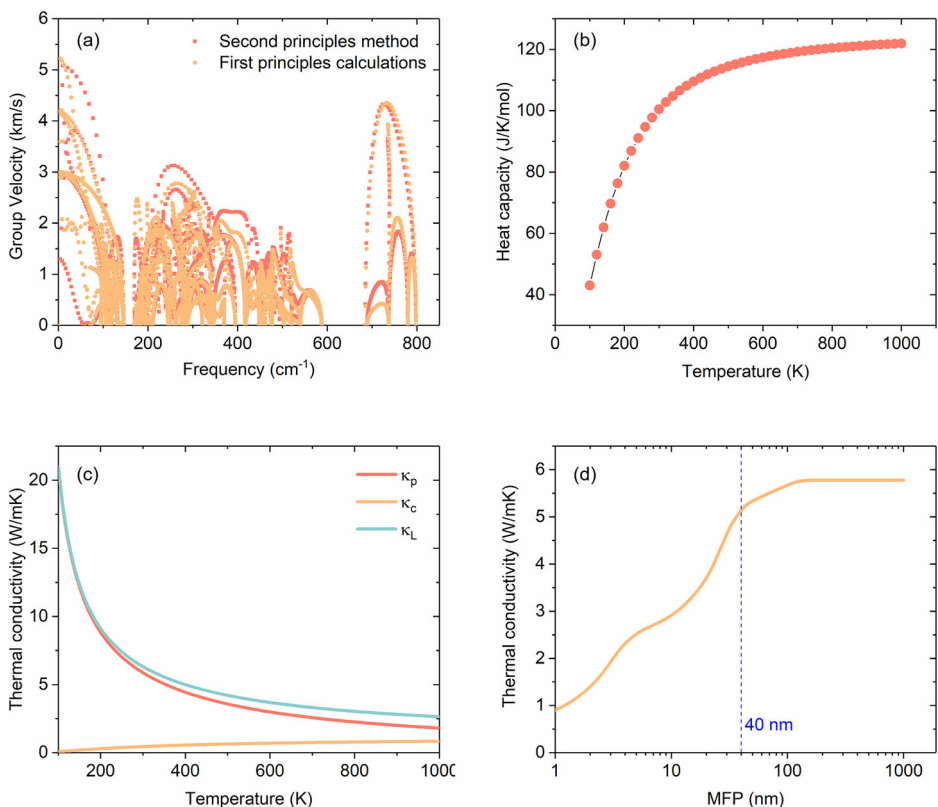 (a)
Second principles method
First principles calculations
Group Velocity (km/s)
6
5
4
3
2
1
0
0 200 400 600 800
Frequency (cm⁻¹)
(b)
Heat capacity (J/K/mol)
120
100
80
60
40
200 400 600 800 1000
Temperature (K)
(c)
κp
κc
κL
Thermal conductivity (W/mK)
20
15
10
5
0
200 400 600 800 1000
Temperature (K)
(d)
Thermal conductivity (W/mK)
6
5
4
3
2
1
0
40 nm
1 10 100 1000
MFP (nm)